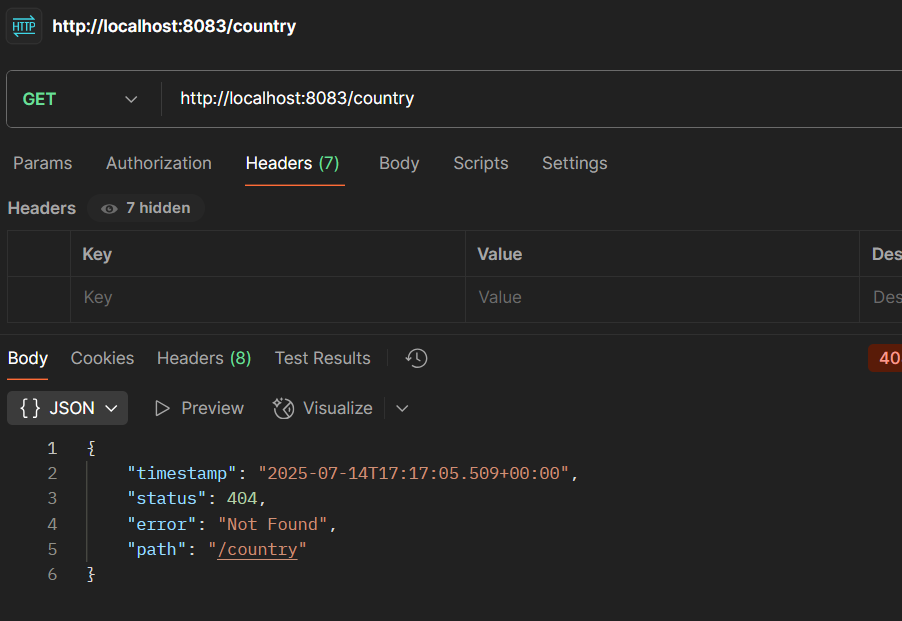 HTTP http://localhost:8083/country
GET http://localhost:8083/country
Params Authorization Headers (7) Body Scripts Settings
Headers 7 hidden
Key Value Des
Key Value Des
Body Cookies Headers (8) Test Results 40
{} JSON Preview Visualize
1 {
2 "timestamp": "2025-07-14T17:17:05.509+00:00",
3 "status": 404,
4 "error": "Not Found",
5 "path": "/country"
6 }